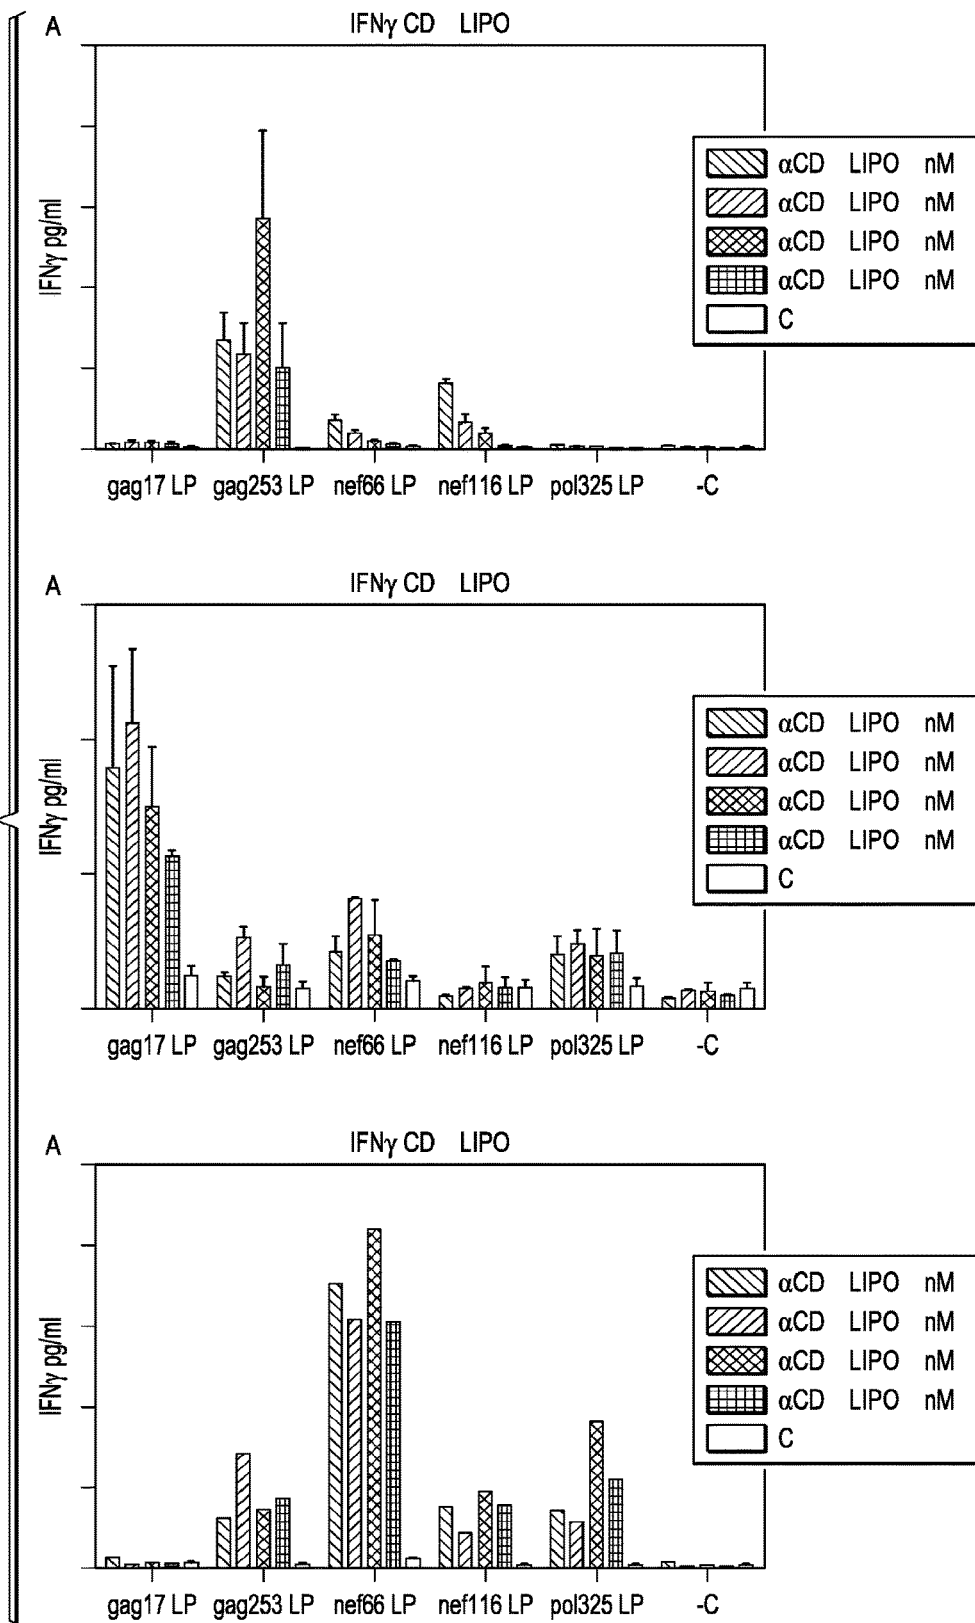 A IFNγ CD LIPO
IFNγ pg/ml
αCD LIPO nM
αCD LIPO nM
αCD LIPO nM
αCD LIPO nM
C
gag17 LP gag253 LP nef66 LP nef116 LP pol325 LP -C
A IFNγ CD LIPO
IFNγ pg/ml
αCD LIPO nM
αCD LIPO nM
αCD LIPO nM
αCD LIPO nM
C
gag17 LP gag253 LP nef66 LP nef116 LP pol325 LP -C
A IFNγ CD LIPO
IFNγ pg/ml
αCD LIPO nM
αCD LIPO nM
αCD LIPO nM
αCD LIPO nM
C
gag17 LP gag253 LP nef66 LP nef116 LP pol325 LP -C